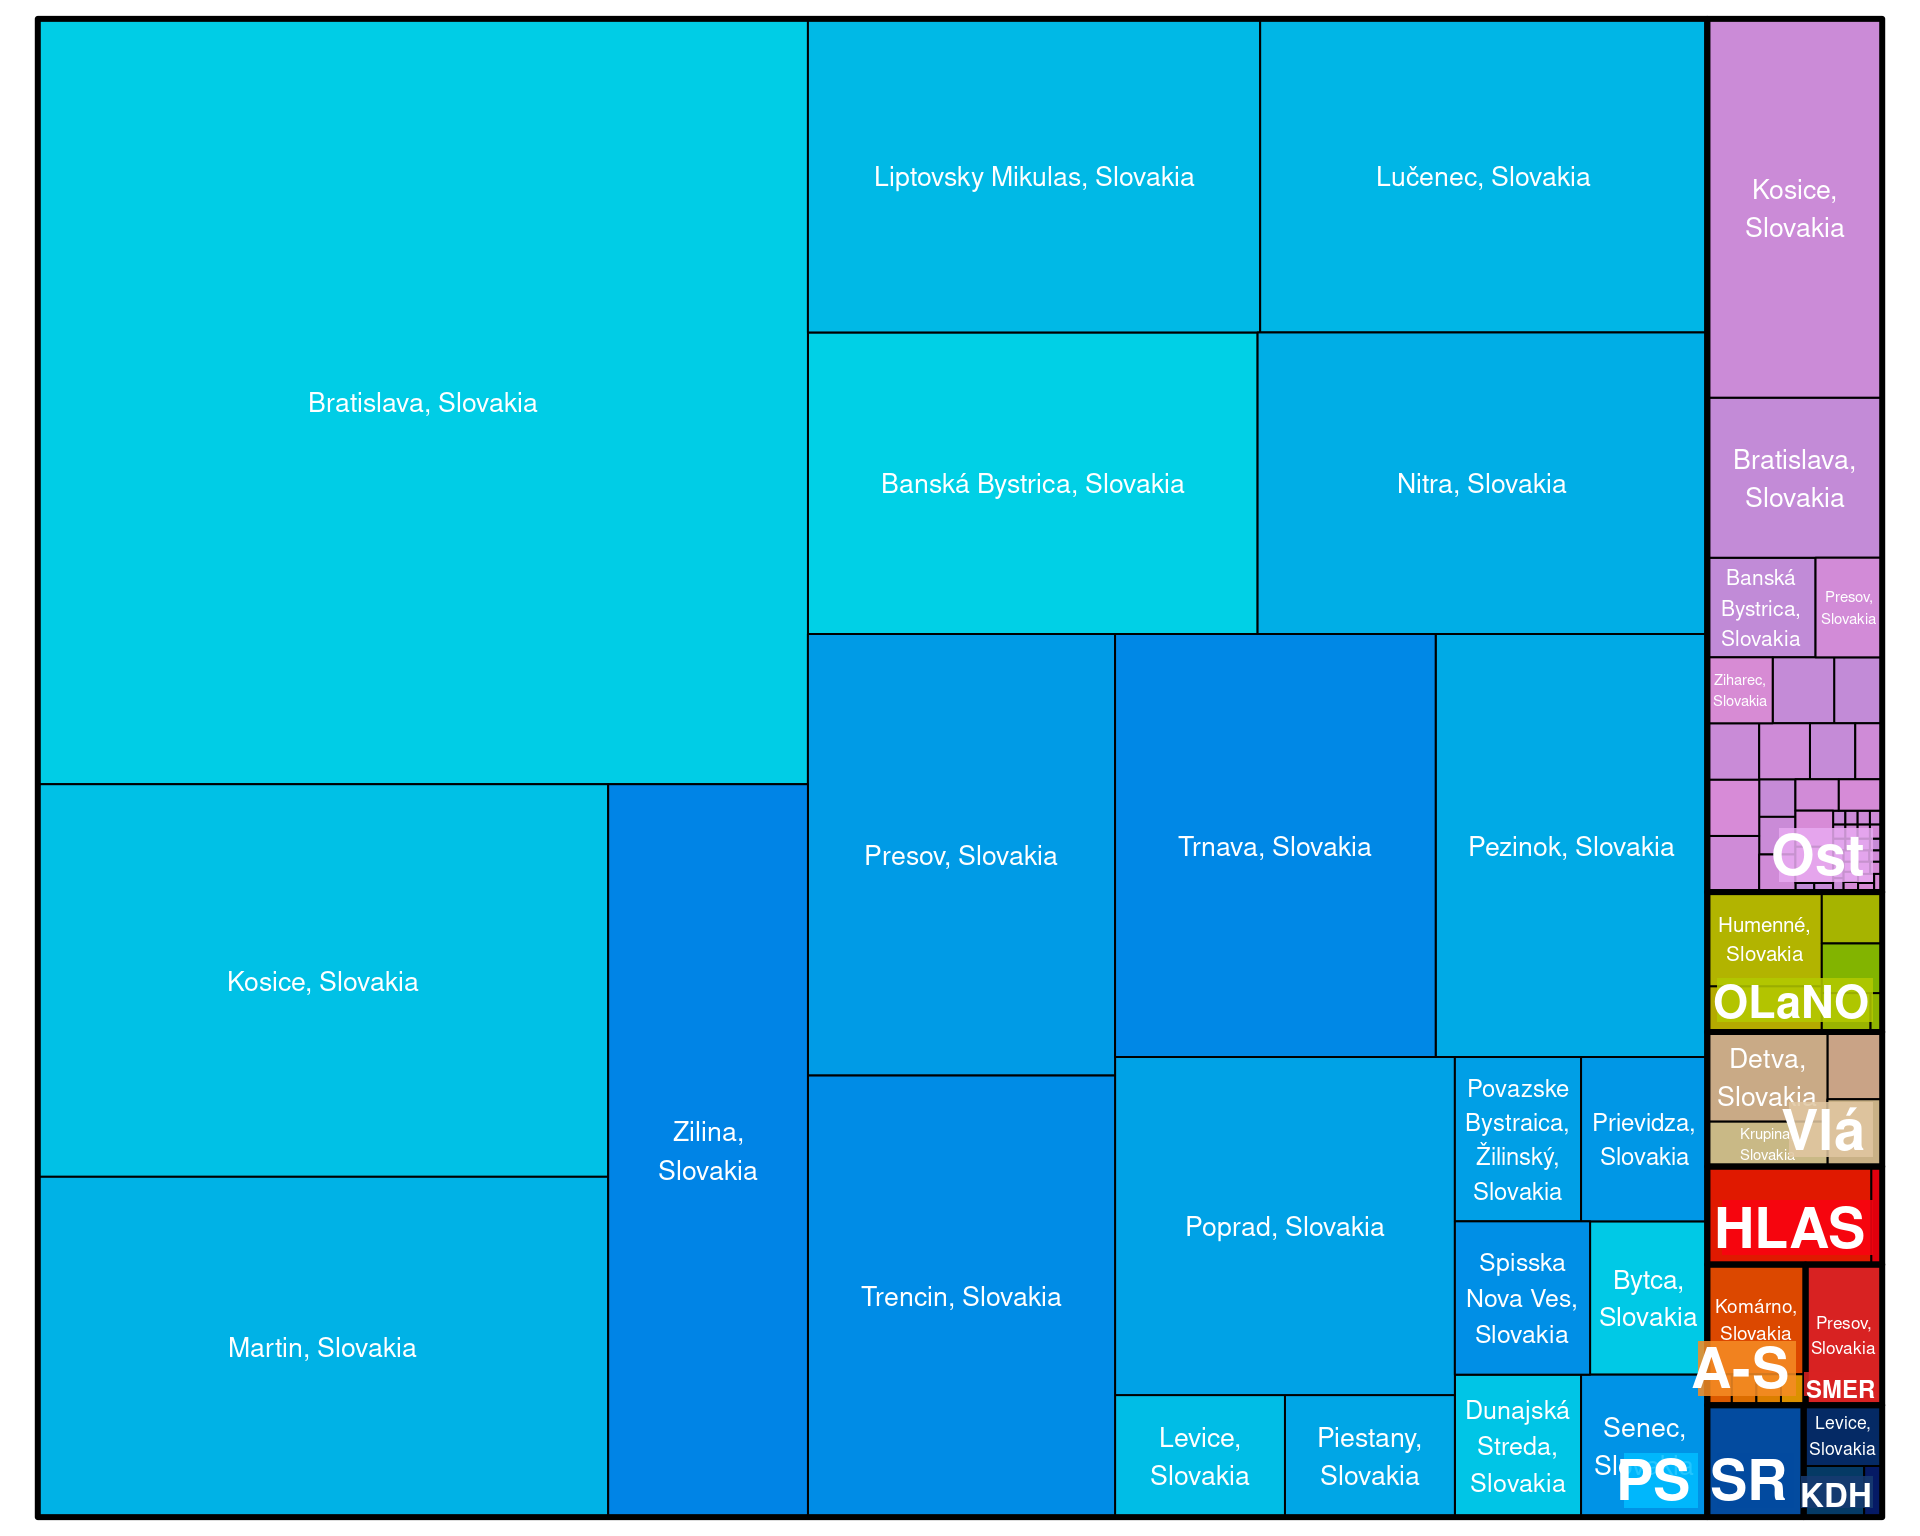 Bratislava, Slovakia
Liptovsky Mikulas, Slovakia
Lučenec, Slovakia
Banská Bystrica, Slovakia
Nitra, Slovakia
Kosice, Slovakia
Martin, Slovakia
Zilina,
Slovakia
Presov, Slovakia
Trencin, Slovakia
Trnava, Slovakia
Pezinok, Slovakia
Poprad, Slovakia
Levice,
Slovakia
Piestany,
Slovakia
Povazske
Bystraica,
Žilinský,
Slovakia
Prievidza,
Slovakia
Spisska
Nova Ves,
Slovakia
Bytca,
Slovakia
Dunajská
Streda,
Slovakia
Senec,
Slovakia
PS
Kosice,
Slovakia
Bratislava,
Slovakia
Banská
Bystrica,
Slovakia
Presov,
Slovakia
Ziharec,
Slovakia
Ost
Humenné,
Slovakia
OLaNO
Detva,
Slovakia
Krupina,
Slovakia
Vlá
HLAS
Komárno,
Slovakia
A-S
Presov,
Slovakia
SMER
SR
Levice,
Slovakia
KDH